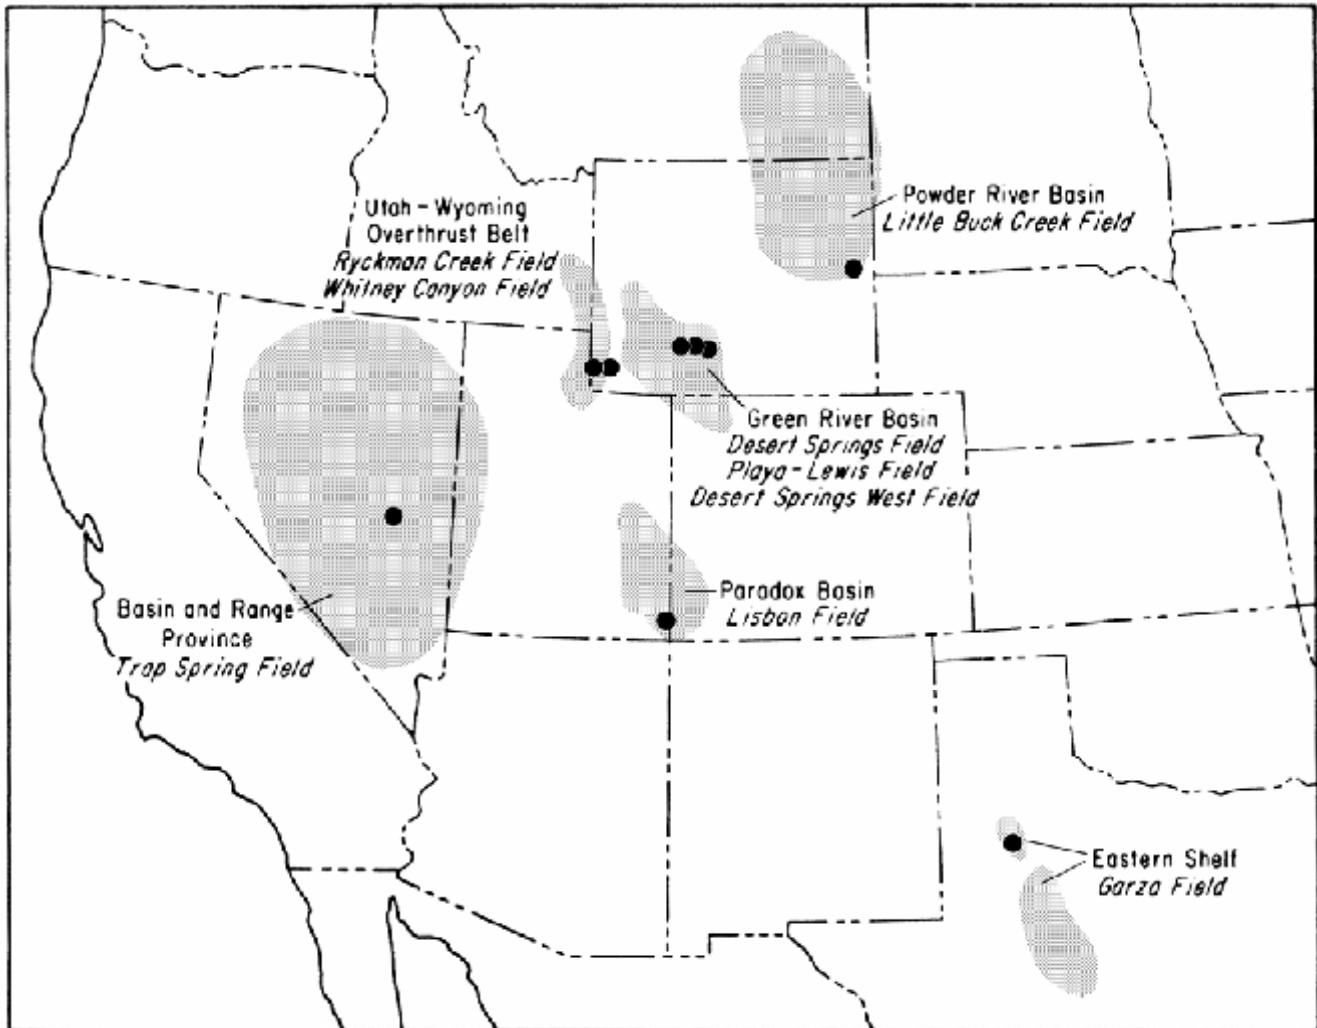 Utah-Wyoming
Overthrust Belt
Ryckman Creek Field
Whitney Canyon Field
Powder River Basin
Little Buck Creek Field
Green River Basin
Desert Springs Field
Playa-Lewis Field
Desert Springs West Field
Basin and Range
Province
Trap Spring Field
Paradox Basin
Lisbon Field
Eastern Shelf
Garza Field